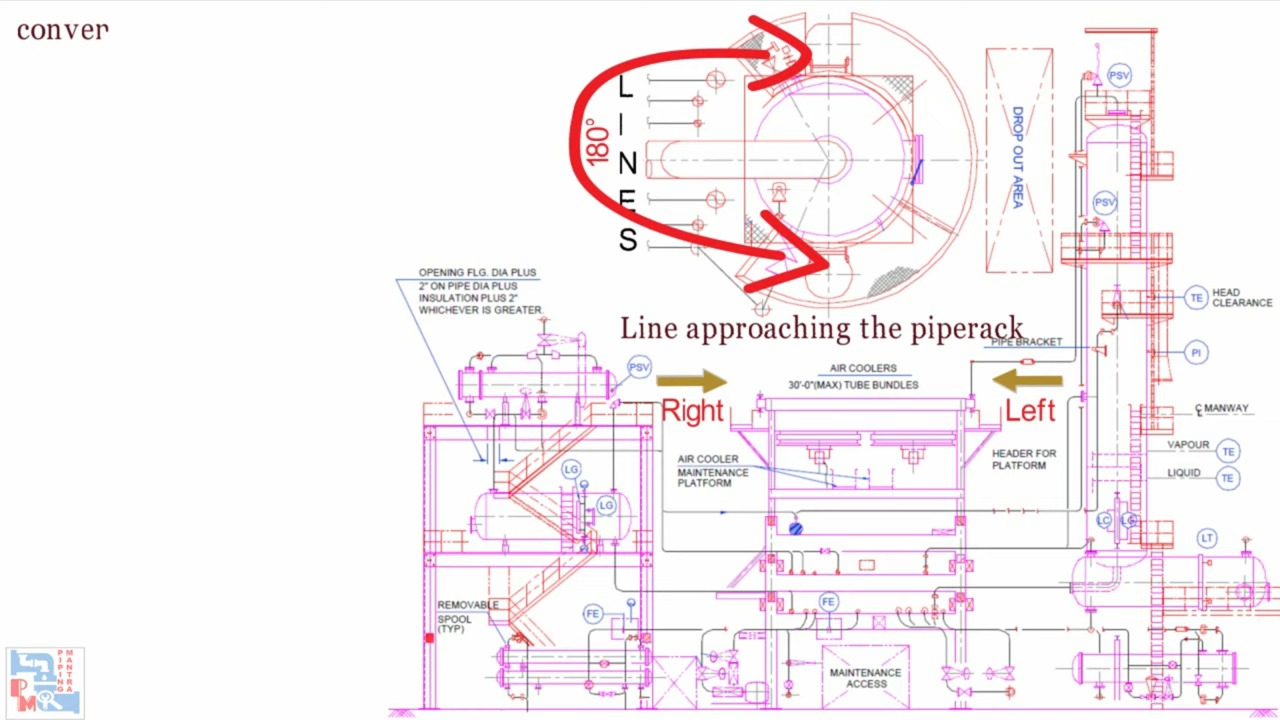 conver
L
I
N
E
S
180°
DROP OUT AREA
PSV
PSV
OPENING FLG. DIA PLUS
2" ON PIPE DIA PLUS
INSULATION PLUS 2"
WHICHEVER IS GREATER.
TE
HEAD
CLEARANCE
Line approaching the piperack
PIPE BRACKET
PI
PSV
AIR COOLERS
30'-0"(MAX) TUBE BUNDLES
Right
Left
C MANWAY
VAPOUR
TE
LIQUID
TE
AIR COOLER
MAINTENANCE
PLATFORM
HEADER FOR
PLATFORM
LG
LG
LC
LG
LT
REMOVABLE
SPOOL
(TYP)
FE
FE
MAINTENANCE
ACCESS
PIPING
MANTRA
PM